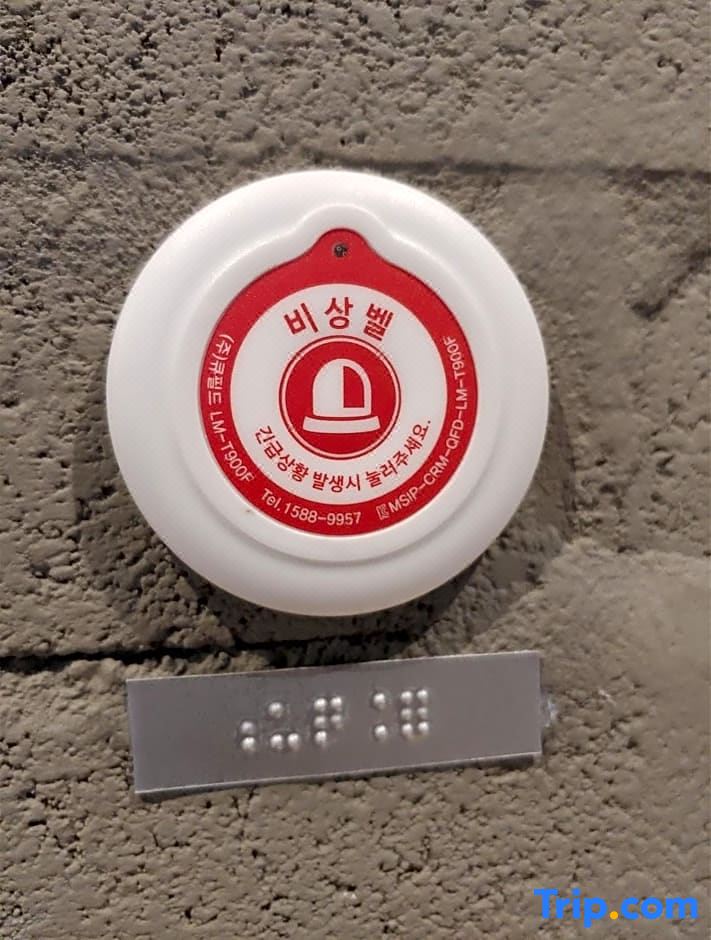 비상벨
긴급상황 발생시 눌러주세요.
(주)큐필드 LM-T900F
Tel.1588-9957
MSIP-CRM-QFD-LM-T900F
Trip.com